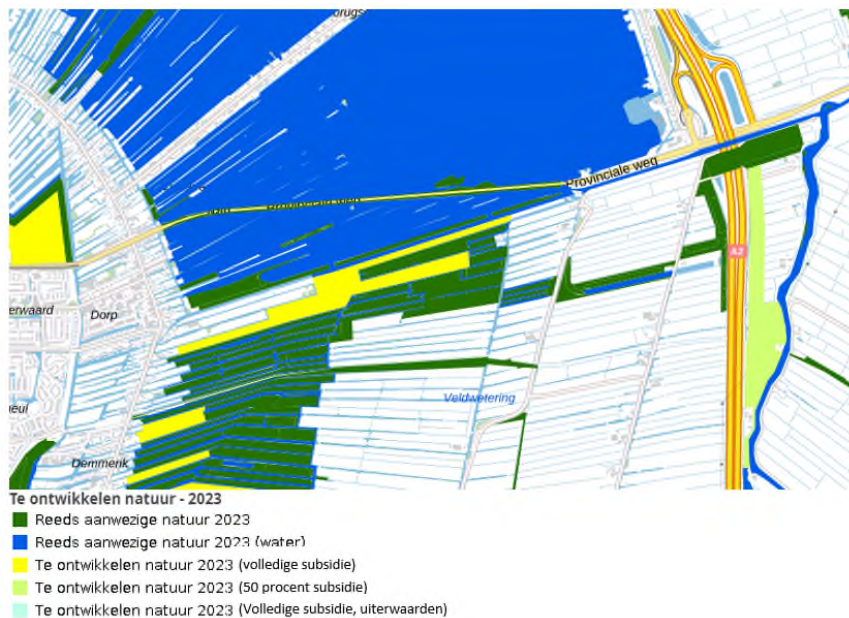 Provinciale weg
A2
erwaard
Dorp
Veldwetering
Demmerik
Te ontwikkelen natuur - 2023
Reeds aanwezige natuur 2023
Reeds aanwezige natuur 2023 (water)
Te ontwikkelen natuur 2023 (volledige subsidie)
Te ontwikkelen natuur 2023 (50 procent subsidie)
Te ontwikkelen natuur 2023 (Volledige subsidie, uiterwaarden)